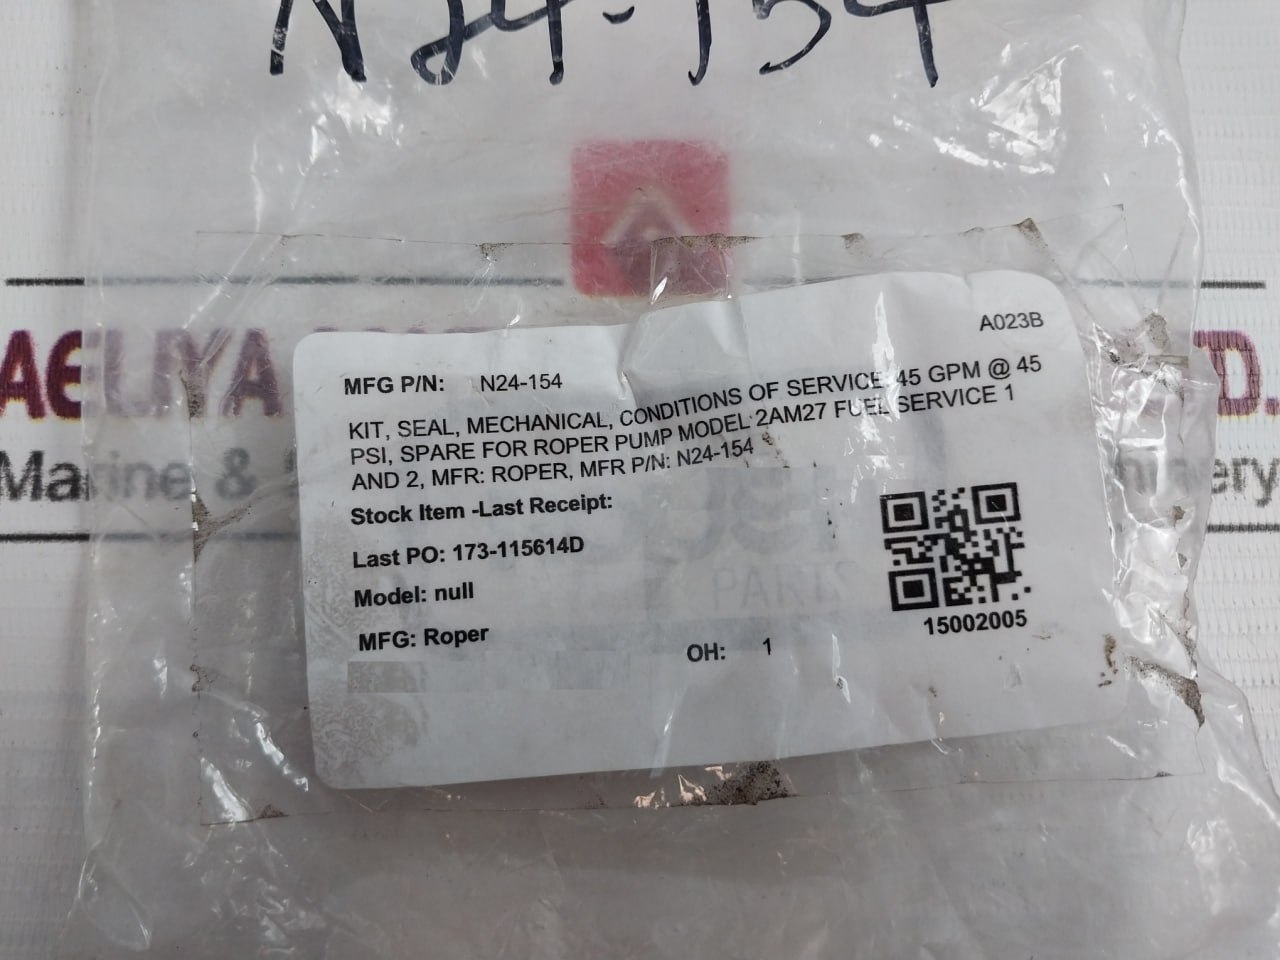 N24-154
A023B
MFG P/N: N24-154
KIT, SEAL, MECHANICAL, CONDITIONS OF SERVICE: 45 GPM @ 45
PSI, SPARE FOR ROPER PUMP MODEL 2AM27 FUEL SERVICE 1
AND 2, MFR: ROPER, MFR P/N: N24-154
Stock Item -Last Receipt:
Last PO: 173-115614D
Model: null
MFG: Roper
OH: 1
15002005
AELIYA
TD.
Marine &
PARTS